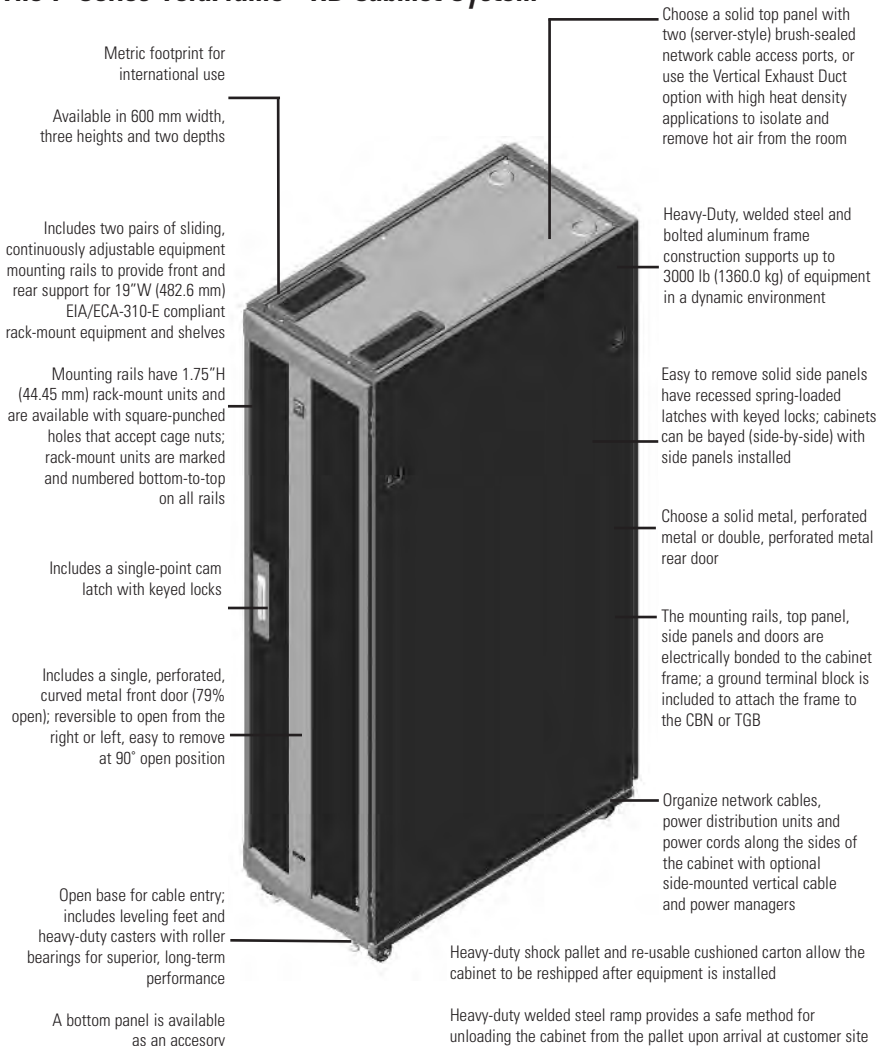 Metric footprint for
international use
Available in 600 mm width,
three heights and two depths
Includes two pairs of sliding,
continuously adjustable equipment
mounting rails to provide front and
rear support for 19"W (482.6 mm)
EIA/ECA-310-E compliant
rack-mount equipment and shelves
Mounting rails have 1.75"H
(44.45 mm) rack-mount units and
are available with square-punched
holes that accept cage nuts;
rack-mount units are marked
and numbered bottom-to-top
on all rails
Includes a single-point cam
latch with keyed locks
Includes a single, perforated,
curved metal front door (79%
open); reversible to open from the
right or left, easy to remove
at 90˚ open position
Open base for cable entry;
includes leveling feet and
heavy-duty casters with roller
bearings for superior, long-term
performance
A bottom panel is available
as an accesory
Choose a solid top panel with
two (server-style) brush-sealed
network cable access ports, or
use the Vertical Exhaust Duct
option with high heat density
applications to isolate and
remove hot air from the room
Heavy-Duty, welded steel and
bolted aluminum frame
construction supports up to
3000 lb (1360.0 kg) of equipment
in a dynamic environment
Easy to remove solid side panels
have recessed spring-loaded
latches with keyed locks; cabinets
can be bayed (side-by-side) with
side panels installed
Choose a solid metal, perforated
metal or double, perforated metal
rear door
The mounting rails, top panel,
side panels and doors are
electrically bonded to the cabinet
frame; a ground terminal block is
included to attach the frame to
the CBN or TGB
Organize network cables,
power distribution units and
power cords along the sides of
the cabinet with optional
side-mounted vertical cable
and power managers
Heavy-duty shock pallet and re-usable cushioned carton allow the
cabinet to be reshipped after equipment is installed
Heavy-duty welded steel ramp provides a safe method for
unloading the cabinet from the pallet upon arrival at customer site